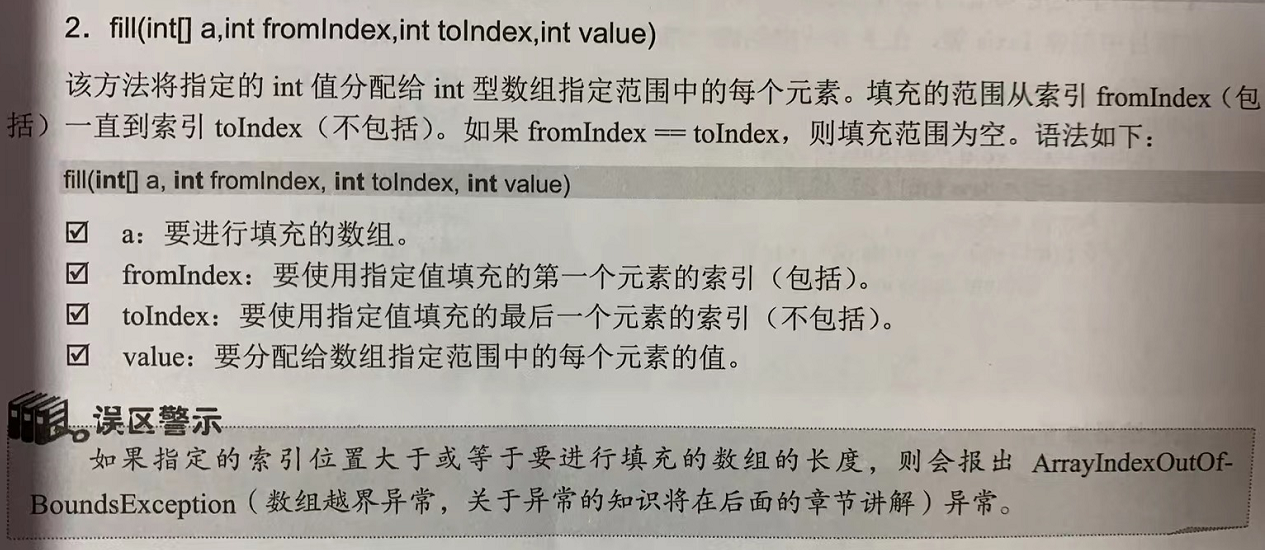 2. fill(int[] a,int fromIndex,int toIndex,int value)
该方法将指定的 int 值分配给 int 型数组指定范围中的每个元素。填充的范围从索引 fromIndex（包
括）一直到索引 toIndex（不包括）。如果 fromIndex == toIndex，则填充范围为空。语法如下：
fill(int[] a, int fromIndex, int toIndex, int value)
☑ a：要进行填充的数组。
☑ fromIndex：要使用指定值填充的第一个元素的索引（包括）。
☑ toIndex：要使用指定值填充的最后一个元素的索引（不包括）。
☑ value：要分配给数组指定范围中的每个元素的值。
误区警示
如果指定的索引位置大于或等于要进行填充的数组的长度，则会报出 ArrayIndexOutOf-
BoundsException（数组越界异常，关于异常的知识将在后面的章节讲解）异常。